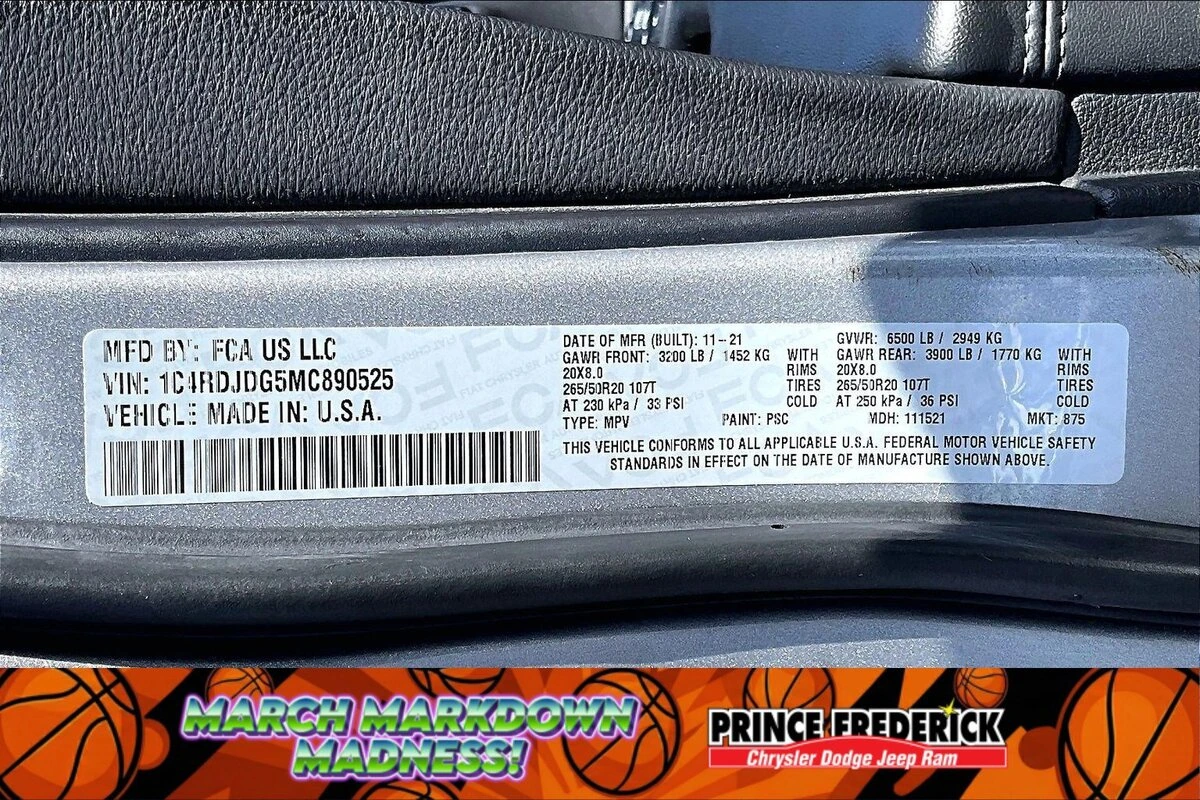 MFD BY: FCA US LLC
VIN: 1C4RDJDG5MC890525
VEHICLE MADE IN: U.S.A.
DATE OF MFR (BUILT): 11-21
GAWR FRONT: 3200 LB / 1452 KG WITH
20X8.0 RIMS
265/50R20 107T TIRES
AT 230 kPa / 33 PSI COLD
TYPE: MPV PAINT: PSC
GVWR: 6500 LB / 2949 KG
GAWR REAR: 3900 LB / 1770 KG WITH
20X8.0 RIMS
265/50R20 107T TIRES
AT 250 kPa / 36 PSI COLD
MDH: 111521 MKT: 875
THIS VEHICLE CONFORMS TO ALL APPLICABLE U.S.A. FEDERAL MOTOR VEHICLE SAFETY
STANDARDS IN EFFECT ON THE DATE OF MANUFACTURE SHOWN ABOVE.
MARCH MARKDOWN
MADNESS!
PRINCE FREDERICK
Chrysler Dodge Jeep Ram